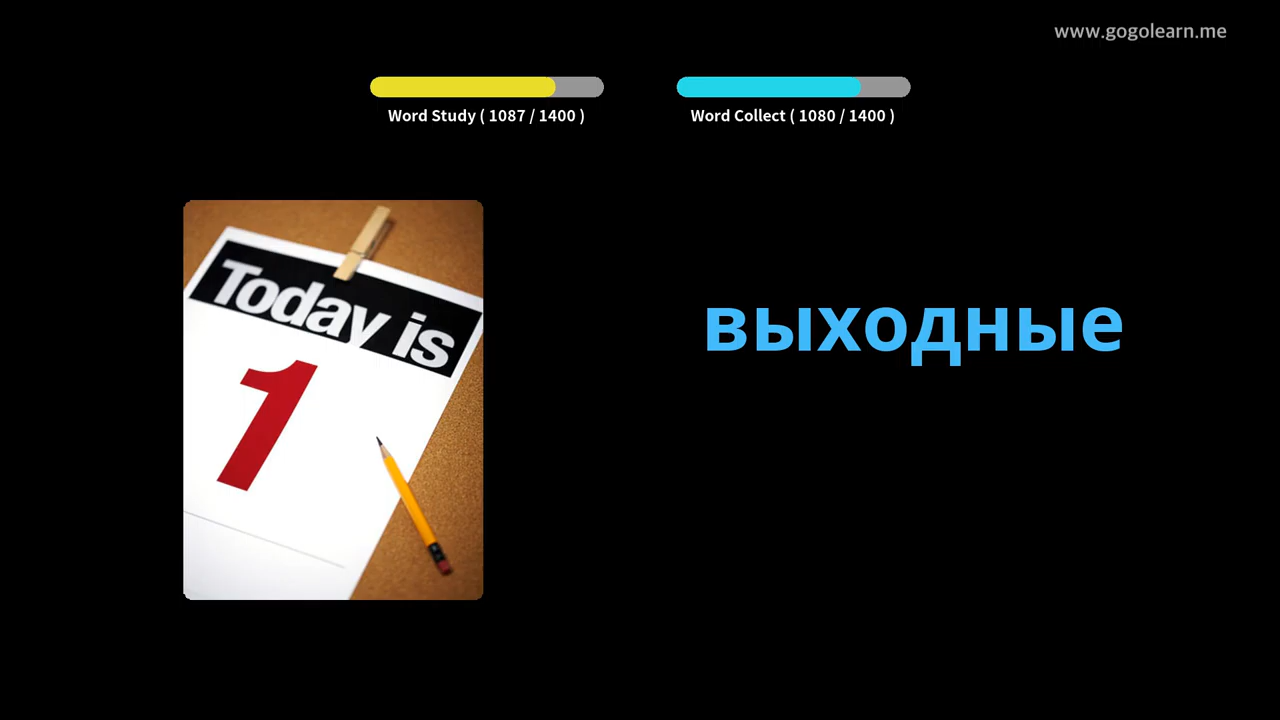 www.gogolearn.me
Word Study ( 1087 / 1400 )
Word Collect ( 1080 / 1400 )
Today is
1
выходные